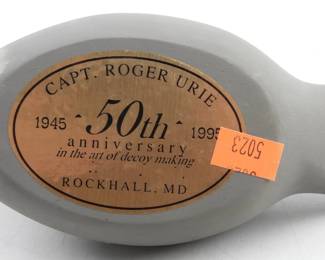 CAPT. ROGER URIE
1945 50th 1995
anniversary
in the art of decoy making
ROCKHALL, MD
5023